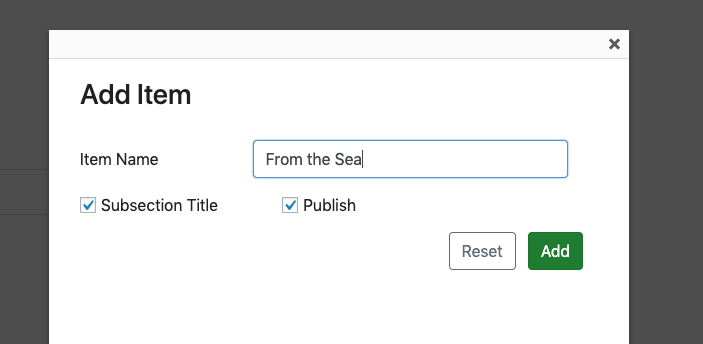 Add Item
Item Name
From the Sea
Subsection Title Publish
Reset Add